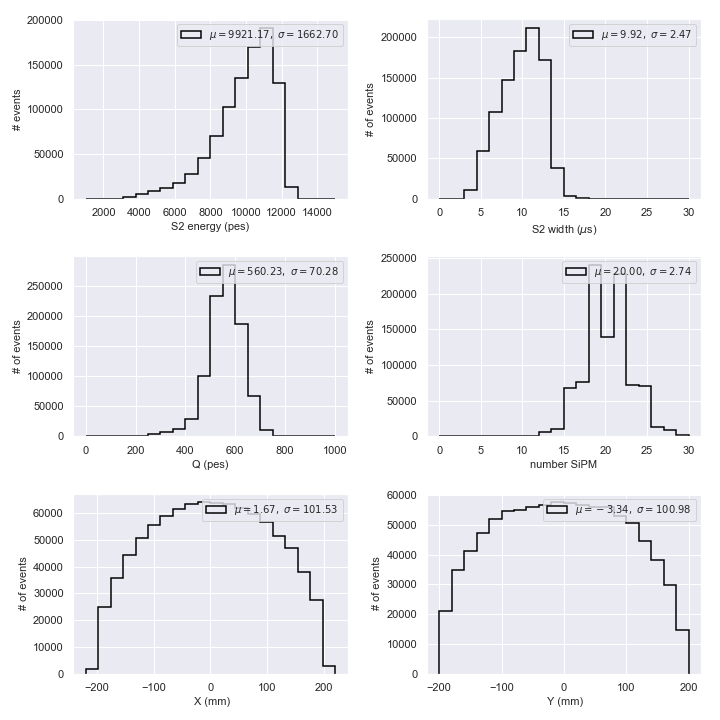 200000
150000
100000
50000
0
# events
μ = 9921.17, σ = 1662.70
2000 4000 6000 8000 10000 12000 14000
S2 energy (pes)
200000
150000
100000
50000
0
# of events
μ = 9.92, σ = 2.47
0 5 10 15 20 25 30
S2 width (μs)
250000
200000
150000
100000
50000
0
# of events
μ = 560.23, σ = 70.28
0 200 400 600 800 1000
Q (pes)
250000
200000
150000
100000
50000
0
# of events
μ = 20.00, σ = 2.74
0 5 10 15 20 25 30
number SiPM
60000
50000
40000
30000
20000
10000
0
# of events
μ = 1.67, σ = 101.53
−200 −100 0 100 200
X (mm)
60000
50000
40000
30000
20000
10000
0
# of events
μ = −3.34, σ = 100.98
−200 −100 0 100 200
Y (mm)